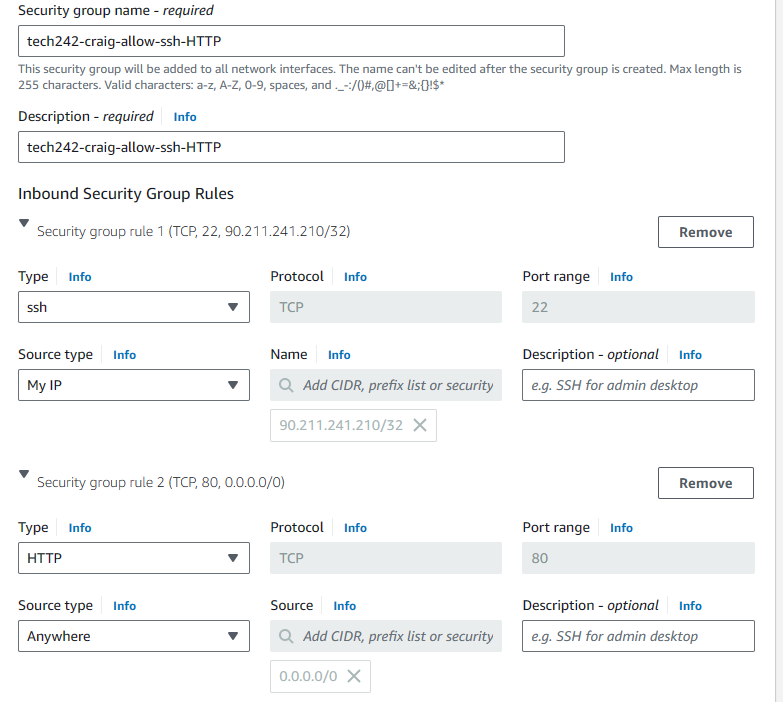 Security group name - required
tech242-craig-allow-ssh-HTTP
This security group will be added to all network interfaces. The name can't be edited after the security group is created. Max length is
255 characters. Valid characters: a-z, A-Z, 0-9, spaces, and ._-:/()#,@[]+=&;{}!$*
Description - required Info
tech242-craig-allow-ssh-HTTP
Inbound Security Group Rules
Security group rule 1 (TCP, 22, 90.211.241.210/32) Remove
Type Info Protocol Info Port range Info
ssh TCP 22
Source type Info Name Info Description - optional Info
My IP Add CIDR, prefix list or security e.g. SSH for admin desktop
90.211.241.210/32
Security group rule 2 (TCP, 80, 0.0.0.0/0) Remove
Type Info Protocol Info Port range Info
HTTP TCP 80
Source type Info Source Info Description - optional Info
Anywhere Add CIDR, prefix list or security e.g. SSH for admin desktop
0.0.0.0/0